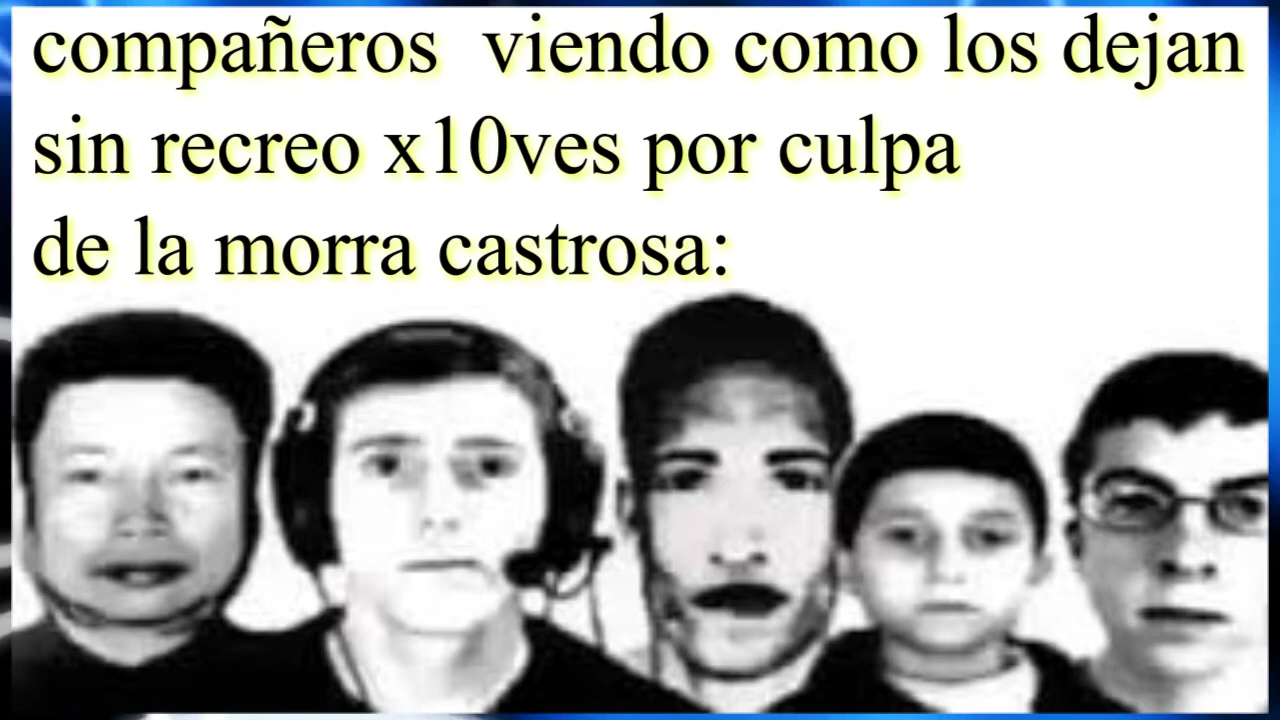 compañeros  viendo como los dejan
sin recreo x10ves por culpa
de la morra castrosa: